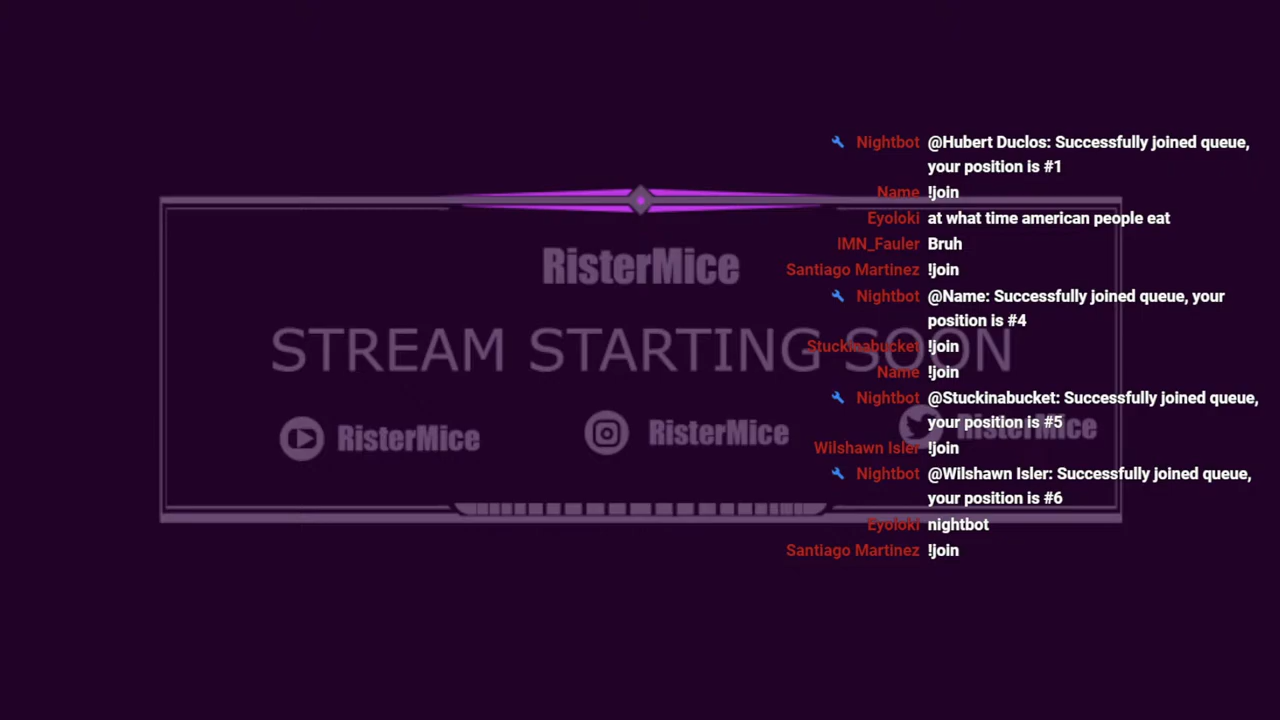 Nightbot @Hubert Duclos: Successfully joined queue,
your position is #1
Name !join
Eyoloki at what time american people eat
IMN_Fauler Bruh
RisterMice
Santiago Martinez !join
Nightbot @Name: Successfully joined queue, your
position is #4
STREAM STARTING SOON
Stuckinabucket !join
Name !join
Nightbot @Stuckinabucket: Successfully joined queue,
your position is #5
RisterMice RisterMice RisterMice
Wilshawn Isler !join
Nightbot @Wilshawn Isler: Successfully joined queue,
your position is #6
Eyoloki nightbot
Santiago Martinez !join